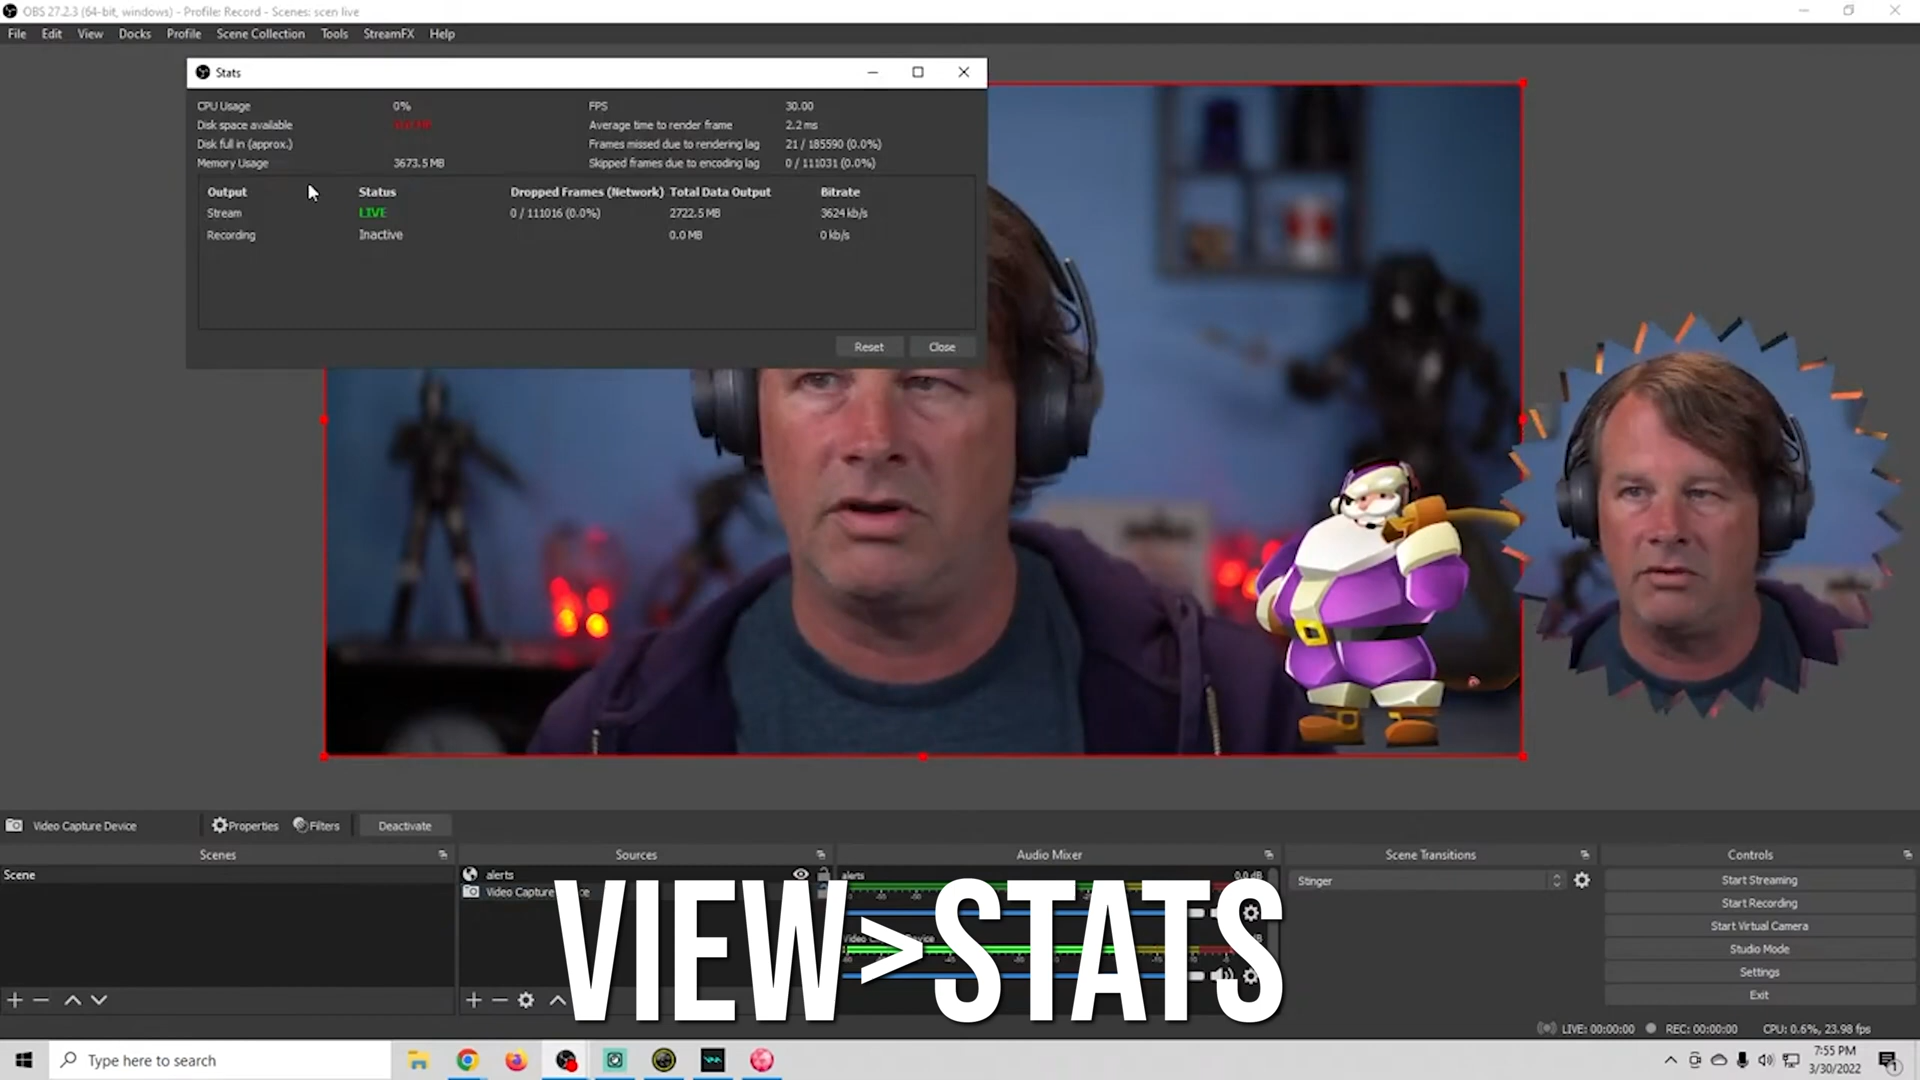 OBS 27.2.3 (64-bit, windows) - Profile: Record - Scenes: scen live
File Edit View Docks Profile Scene Collection Tools StreamFX Help
Stats
CPU Usage 0% FPS 30.00
Disk space available Average time to render frame 2.2 ms
Disk full in (approx.) Frames missed due to rendering lag 21 / 185590 (0.0%)
Memory Usage 3673.5 MB Skipped frames due to encoding lag 0 / 111031 (0.0%)
Output Status Dropped Frames (Network) Total Data Output Bitrate
Stream LIVE 0 / 111016 (0.0%) 2722.5 MB 3624 kb/s
Recording Inactive 0.0 MB 0 kb/s
Reset Close
Video Capture Device Properties Filters Deactivate
Scenes Sources Audio Mixer Scene Transitions Controls
Scene alerts alerts 0.0 dB Stinger Start Streaming
Video Capture Start Recording
Start Virtual Camera
Studio Mode
Settings
Exit
VIEW>STATS
LIVE: 00:00:00 REC: 00:00:00 CPU: 0.6%, 23.98 fps
Type here to search
7:55 PM
3/30/2022